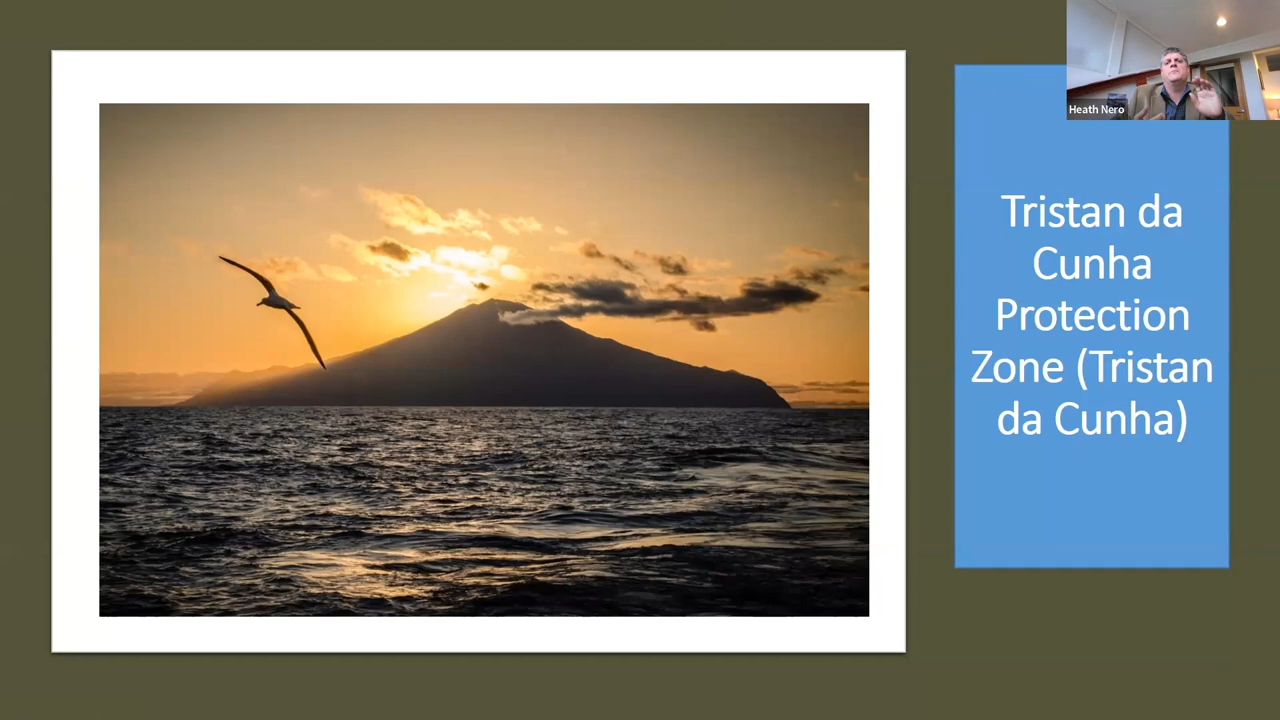 Heath Nero
Tristan da
Cunha
Protection
Zone (Tristan
da Cunha)